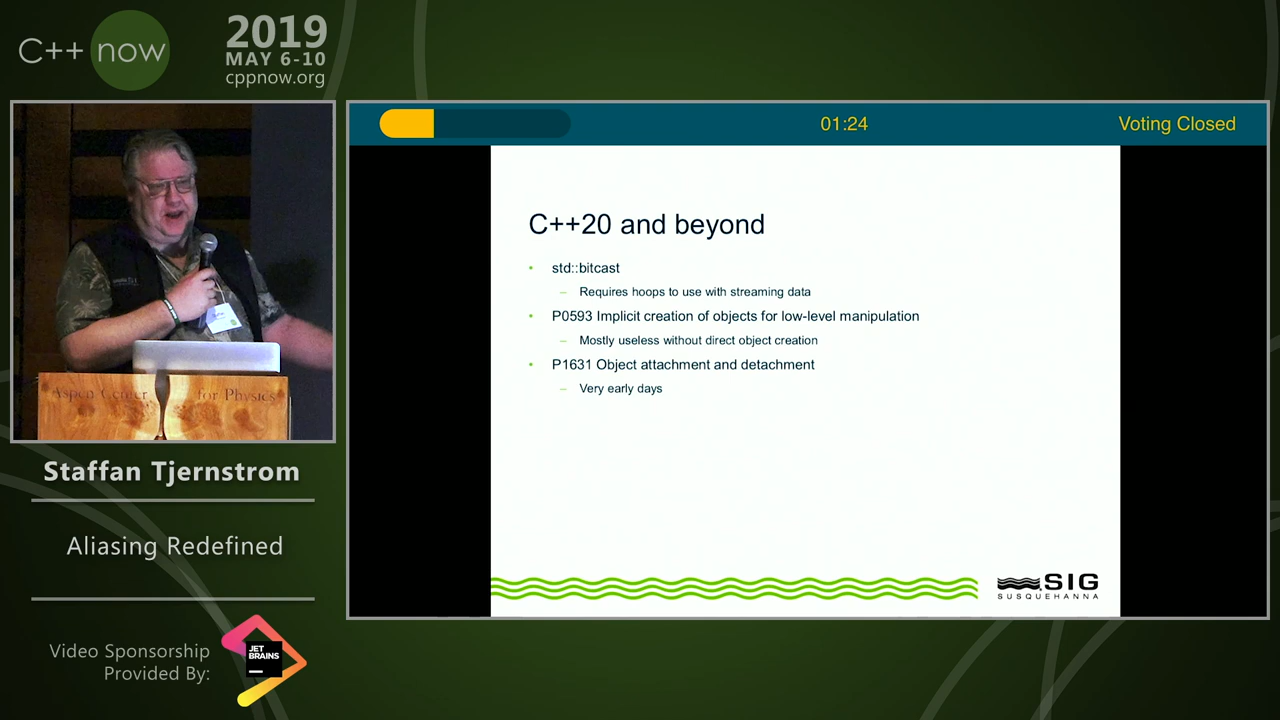 C++ now
2019
MAY 6-10
cppnow.org
01:24
Voting Closed
C++20 and beyond
• std::bitcast
– Requires hoops to use with streaming data
• P0593 Implicit creation of objects for low-level manipulation
– Mostly useless without direct object creation
• P1631 Object attachment and detachment
– Very early days
SIG
SUSQUEHANNA
Aspen Center for Physics
Staffan Tjernstrom
Aliasing Redefined
Video Sponsorship
Provided By:
JET
BRAINS